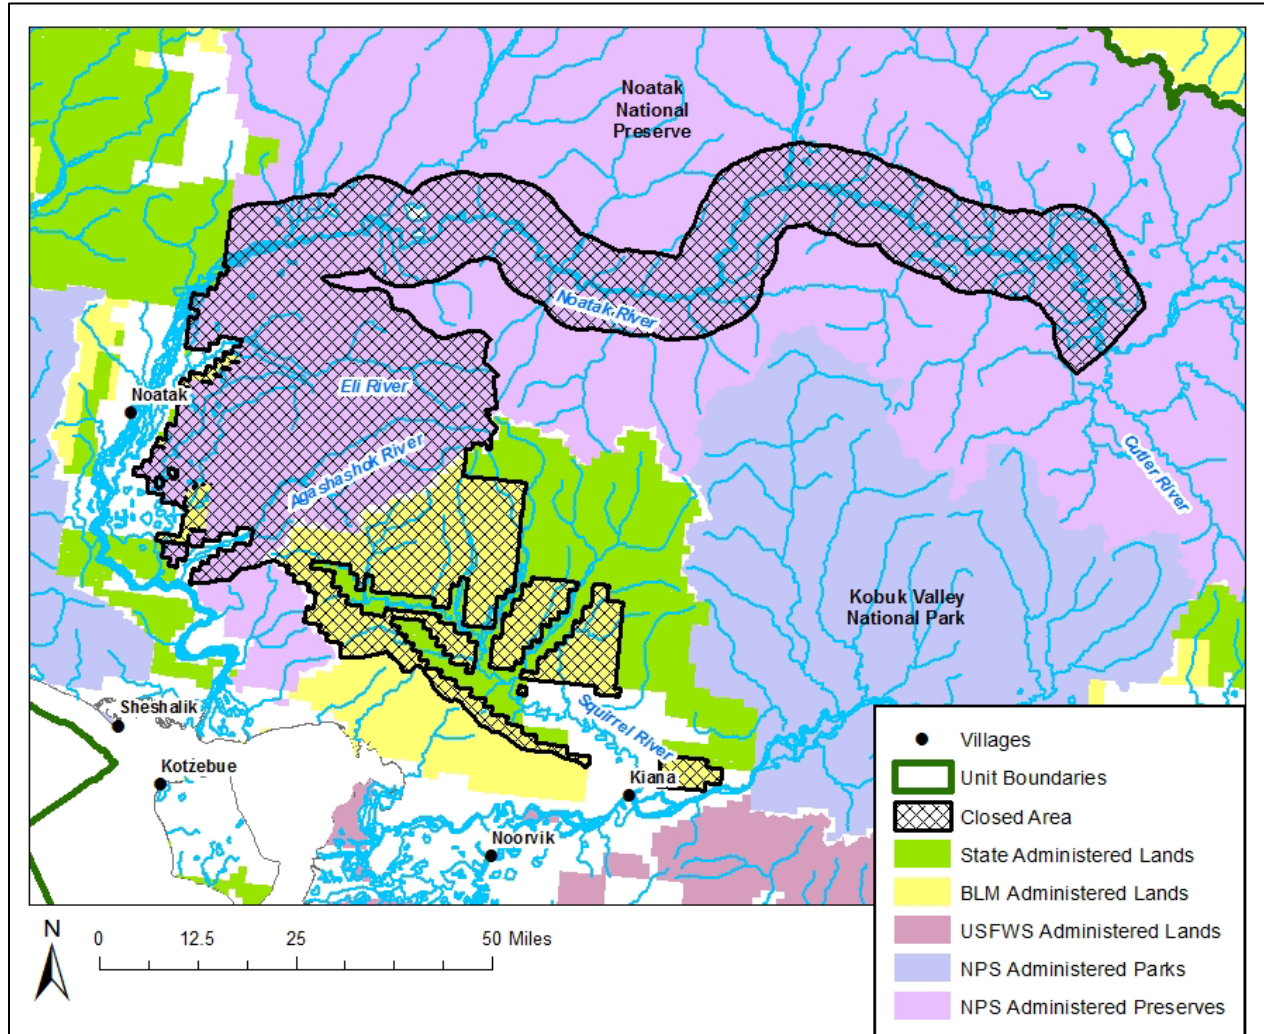 Noatak
National
Preserve
Noatak River
Noatak
Eli River
Agashashok River
Cutler River
Kobuk Valley
National Park
Squirrel River
Sheshalik
Kotzebue
Kiana
Noorvik
Villages
Unit Boundaries
Closed Area
State Administered Lands
BLM Administered Lands
USFWS Administered Lands
NPS Administered Parks
NPS Administered Preserves
N
0 12.5 25 50 Miles